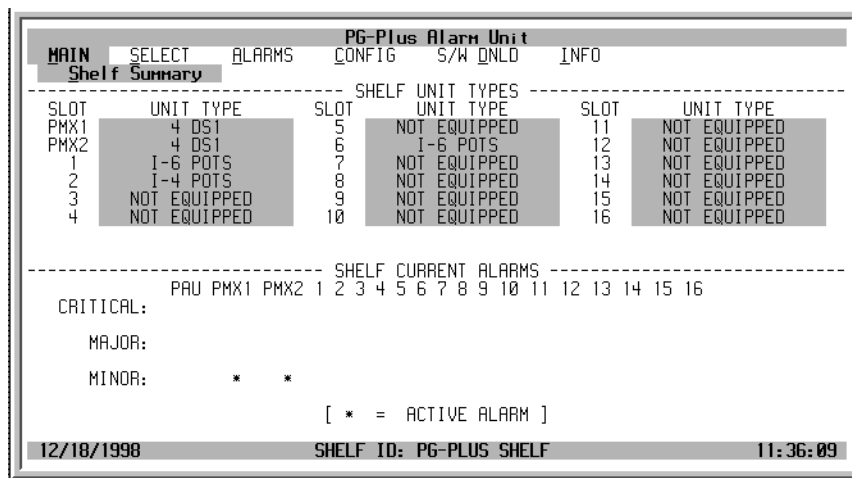 PG-Plus Alarm Unit
MAIN SELECT ALARMS CONFIG S/W DNLD INFO
Shelf Summary
------------------------------ SHELF UNIT TYPES ------------------------------
SLOT UNIT TYPE SLOT UNIT TYPE SLOT UNIT TYPE
PMX1 4 DS1 5 NOT EQUIPPED 11 NOT EQUIPPED
PMX2 4 DS1 6 I-6 POTS 12 NOT EQUIPPED
1 I-6 POTS 7 NOT EQUIPPED 13 NOT EQUIPPED
2 I-4 POTS 8 NOT EQUIPPED 14 NOT EQUIPPED
3 NOT EQUIPPED 9 NOT EQUIPPED 15 NOT EQUIPPED
4 NOT EQUIPPED 10 NOT EQUIPPED 16 NOT EQUIPPED
---------------------------- SHELF CURRENT ALARMS ----------------------------
PAU PMX1 PMX2 1 2 3 4 5 6 7 8 9 10 11 12 13 14 15 16
CRITICAL:
MAJOR:
MINOR: * *
[ * = ACTIVE ALARM ]
12/18/1998 SHELF ID: PG-PLUS SHELF 11:36:09